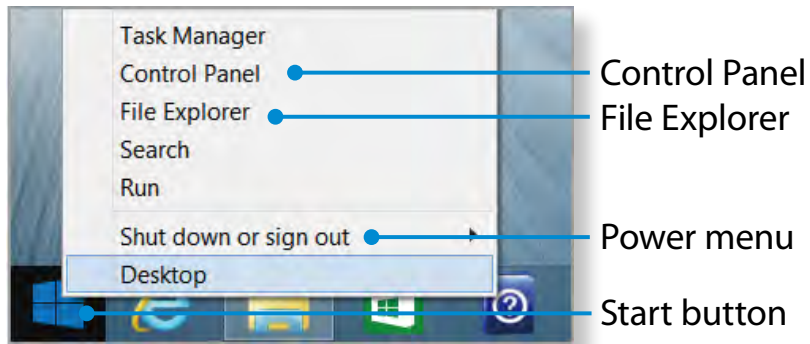 Task Manager
Control Panel
Control Panel
File Explorer
File Explorer
Search
Run
Shut down or sign out
Power menu
Desktop
?
Start button